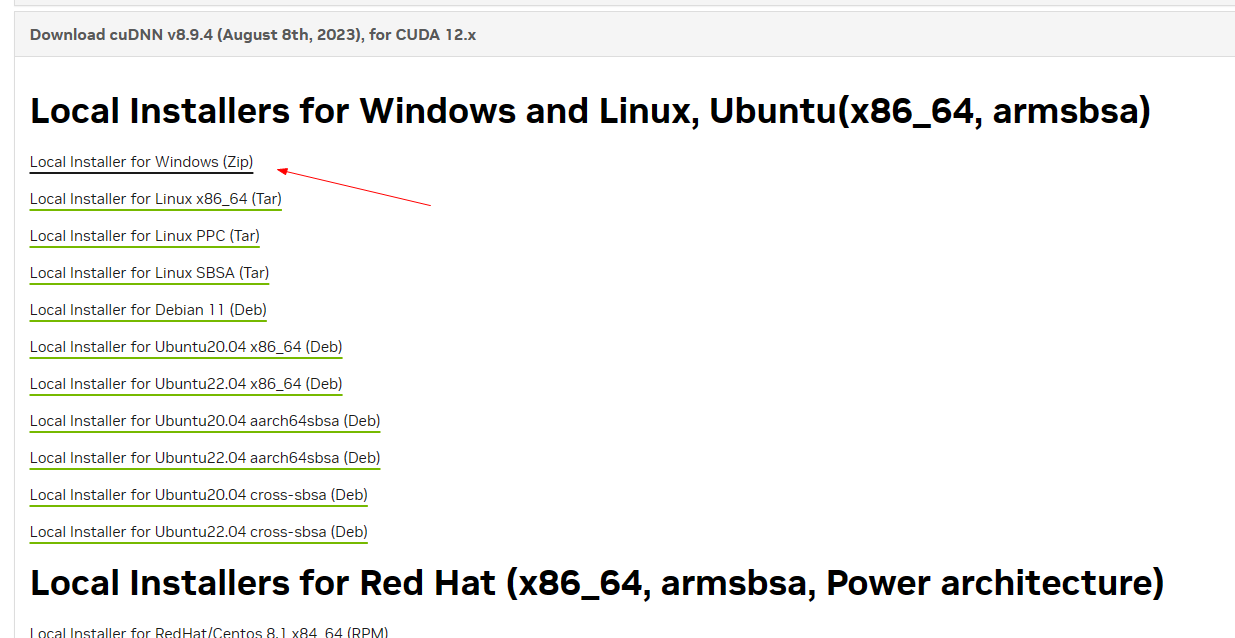 Download cuDNN v8.9.4 (August 8th, 2023), for CUDA 12.x
Local Installers for Windows and Linux, Ubuntu(x86_64, armsbsa)
Local Installer for Windows (Zip)
Local Installer for Linux x86_64 (Tar)
Local Installer for Linux PPC (Tar)
Local Installer for Linux SBSA (Tar)
Local Installer for Debian 11 (Deb)
Local Installer for Ubuntu20.04 x86_64 (Deb)
Local Installer for Ubuntu22.04 x86_64 (Deb)
Local Installer for Ubuntu20.04 aarch64sbsa (Deb)
Local Installer for Ubuntu22.04 aarch64sbsa (Deb)
Local Installer for Ubuntu20.04 cross-sbsa (Deb)
Local Installer for Ubuntu22.04 cross-sbsa (Deb)
Local Installers for Red Hat (x86_64, armsbsa, Power architecture)
Local Installer for RedHat/Centos 8.1 x84_64 (RPM)